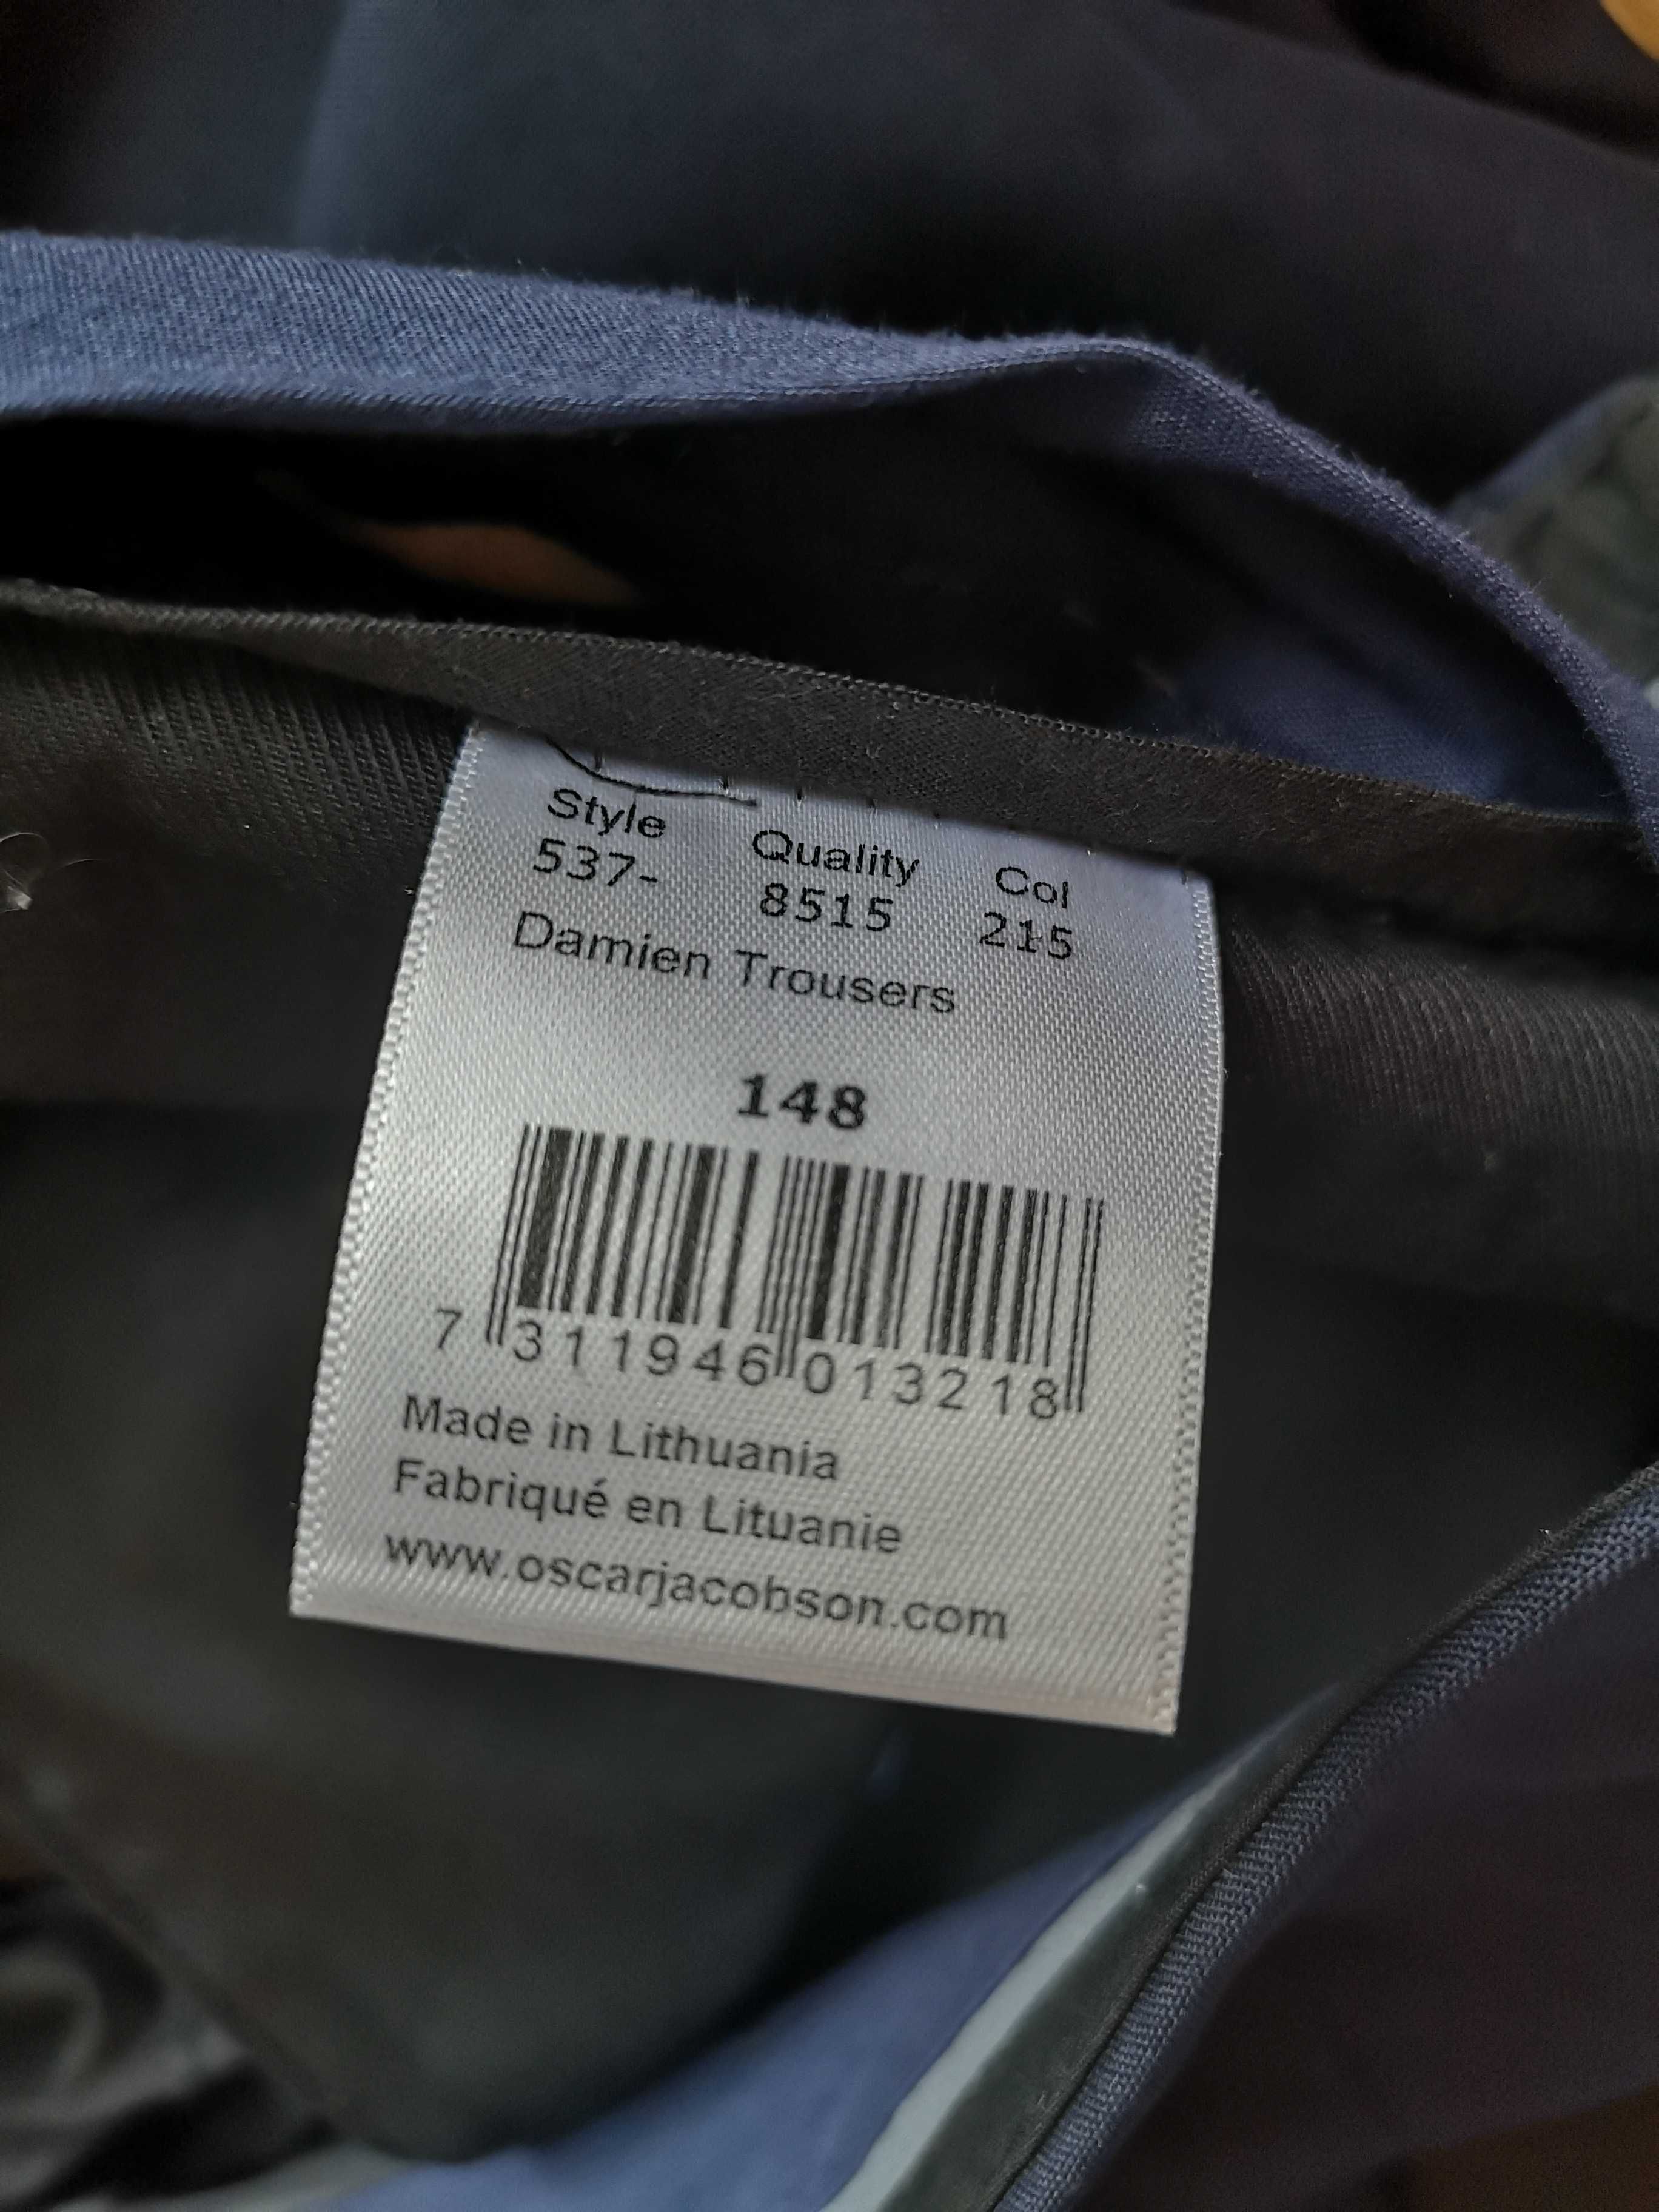 Style Quality Col
537- 8515 215
Damien Trousers
148
7 311946 013218
Made in Lithuania
Fabriqué en Lituanie
www.oscarjacobson.com